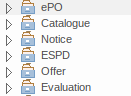 ePO
Catalogue
Notice
ESPD
Offer
Evaluation